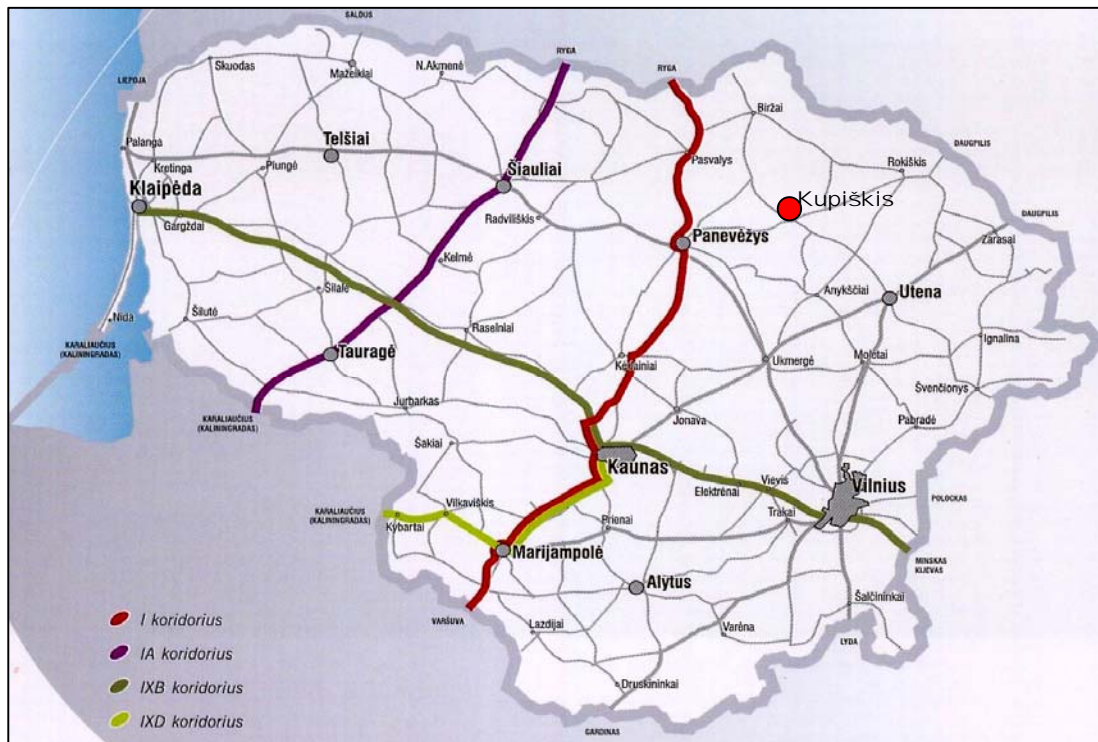 SALDUS
RYGA
RYGA
LIEPOJA
Skuodas
Mažeikiai
N.Akmenė
Biržai
Palanga
Kretinga
Plungė
Telšiai
Šiauliai
Pasvalys
Rokiškis
DAUGPILIS
Klaipėda
Gargždai
Radviliškis
Kupiškis
DAUGPILIS
Panevėžys
Zarasai
Kelmė
Šilalė
Anykščiai
Utena
Nida
Šilutė
Raseiniai
Ignalina
KARALIAUČIUS
(KALININGRADAS)
Tauragė
Kėdainiai
Ukmergė
Molėtai
Švenčionys
Jurbarkas
Jonava
Pabradė
KARALIAUČIUS
(KALININGRADAS)
Šakiai
Kaunas
Elektrėnai
Vievis
Vilnius
POLOCKAS
KARALIAUČIUS
(KALININGRADAS)
Kybartai
Vilkaviškis
Prienai
Trakai
Marijampolė
MINSKAS
KIJEVAS
Alytus
Šalčininkai
VARŠUVA
Lazdijai
Varėna
LYDA
Druskininkai
GARDINAS
I koridorius
IA koridorius
IXB koridorius
IXD koridorius